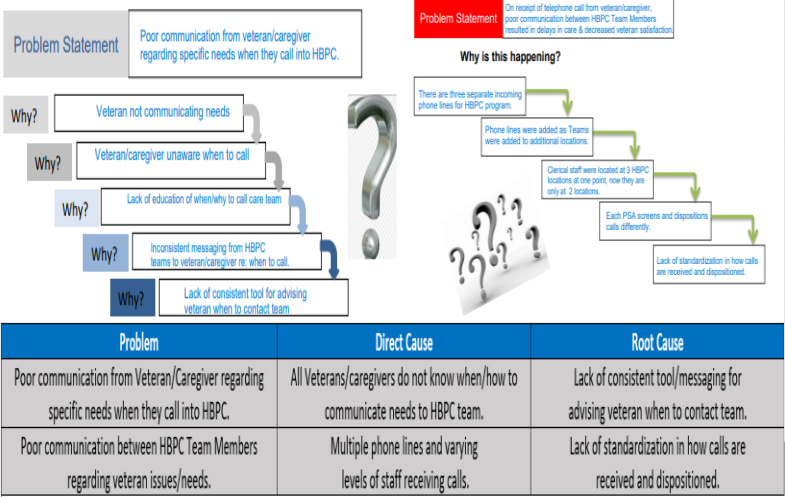 Problem Statement
Poor communication from veteran/caregiver
regarding specific needs when they call into HBPC.
Why?
Veteran not communicating needs
Why?
Veteran/caregiver unaware when to call
Why?
Lack of education of when/why to call care team
Why?
Inconsistent messaging from HBPC
teams to veteran/caregiver re: when to call.
Why?
Lack of consistent tool for advising
veteran when to contact team
Problem Statement
On receipt of telephone call from veteran/caregiver,
poor communication between HBPC Team Members
resulted in delays in care & decreased veteran satisfaction.
Why is this happening?
There are three separate incoming
phone lines for HBPC program.
Phone lines were added as Teams
were added to additional locations.
Clerical staff were located at 3 HBPC
locations at one point, now they are
only at 2 locations.
Each PSA screens and dispositions
calls differently.
Lack of standardization in how calls
are received and dispositioned.
Problem
Direct Cause
Root Cause
Poor communication from Veteran/Caregiver regarding
specific needs when they call into HBPC.
All Veterans/caregivers do not know when/how to
communicate needs to HBPC team.
Lack of consistent tool/messaging for
advising veteran when to contact team.
Poor communication between HBPC Team Members
regarding veteran issues/needs.
Multiple phone lines and varying
levels of staff receiving calls.
Lack of standardization in how calls are
received and dispositioned.